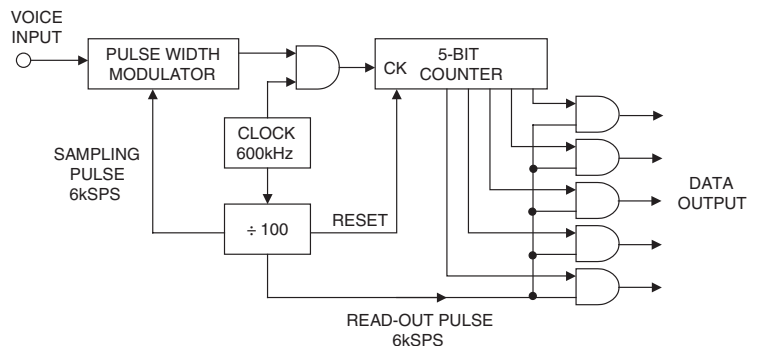 VOICE
INPUT
PULSE WIDTH
MODULATOR
CK
5-BIT
COUNTER
CLOCK
600kHz
SAMPLING
PULSE
6kSPS
÷ 100
RESET
DATA
OUTPUT
READ-OUT PULSE
6kSPS